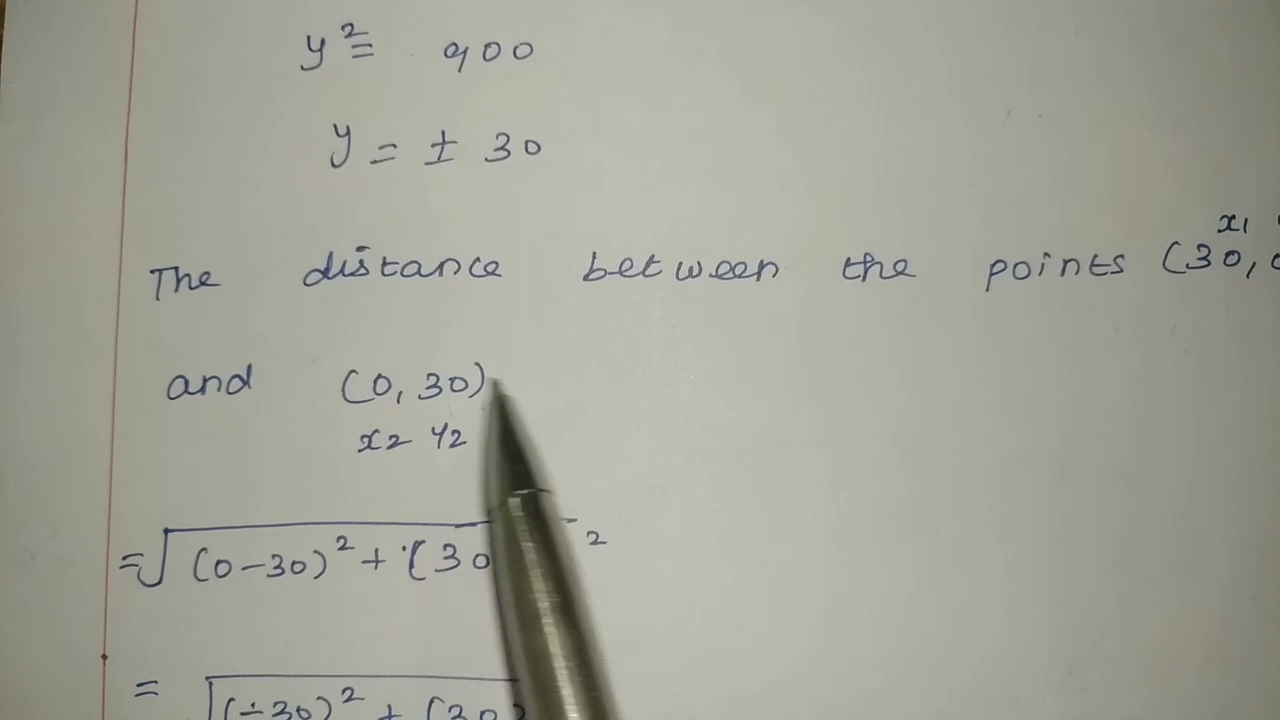 y² = 900
y = ± 30
x1
The distance between the points (30,
and (0, 30)
x2 y2
= √(0-30)² + (30 ²
= √(-30)² + (30